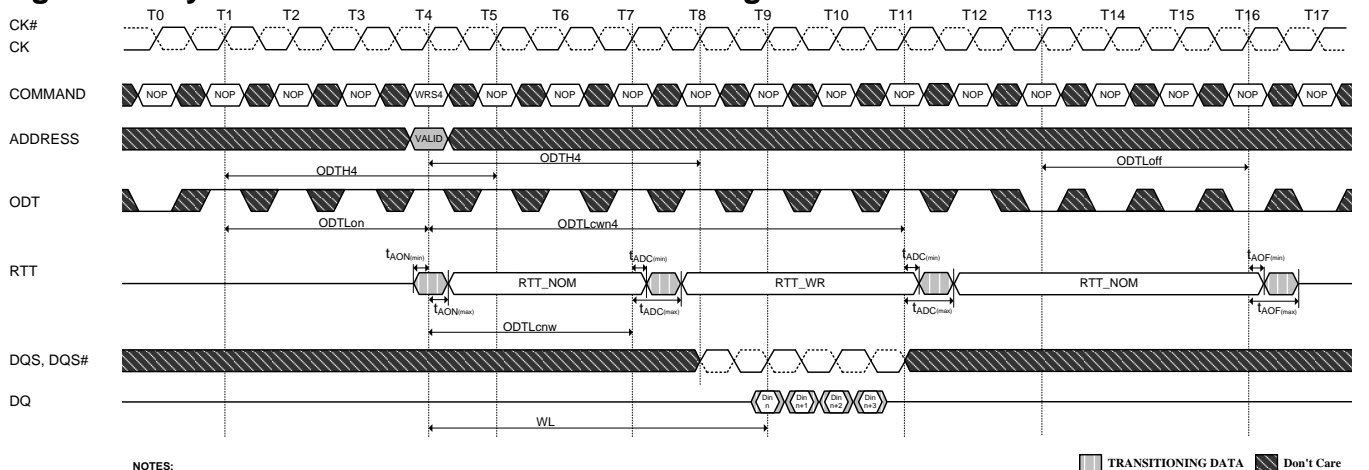 T0 T1 T2 T3 T4 T5 T6 T7 T8 T9 T10 T11 T12 T13 T14 T15 T16 T17
CK#
CK
COMMAND NOP NOP NOP NOP WRS4 NOP NOP NOP NOP NOP NOP NOP NOP NOP NOP NOP NOP NOP
ADDRESS VALID
ODTH4 ODTLoff
ODTH4
ODT
ODTLon ODTLcwn4
tAON(min) tADC(min) tADC(min) tAOF(min)
RTT RTT_NOM RTT_WR RTT_NOM
tAON(max) tADC(max) tADC(max) tAOF(max)
ODTLcnw
DQS, DQS#
DQ Din n Din n+1 Din n+2 Din n+3
WL
NOTES: TRANSITIONING DATA Don't Care